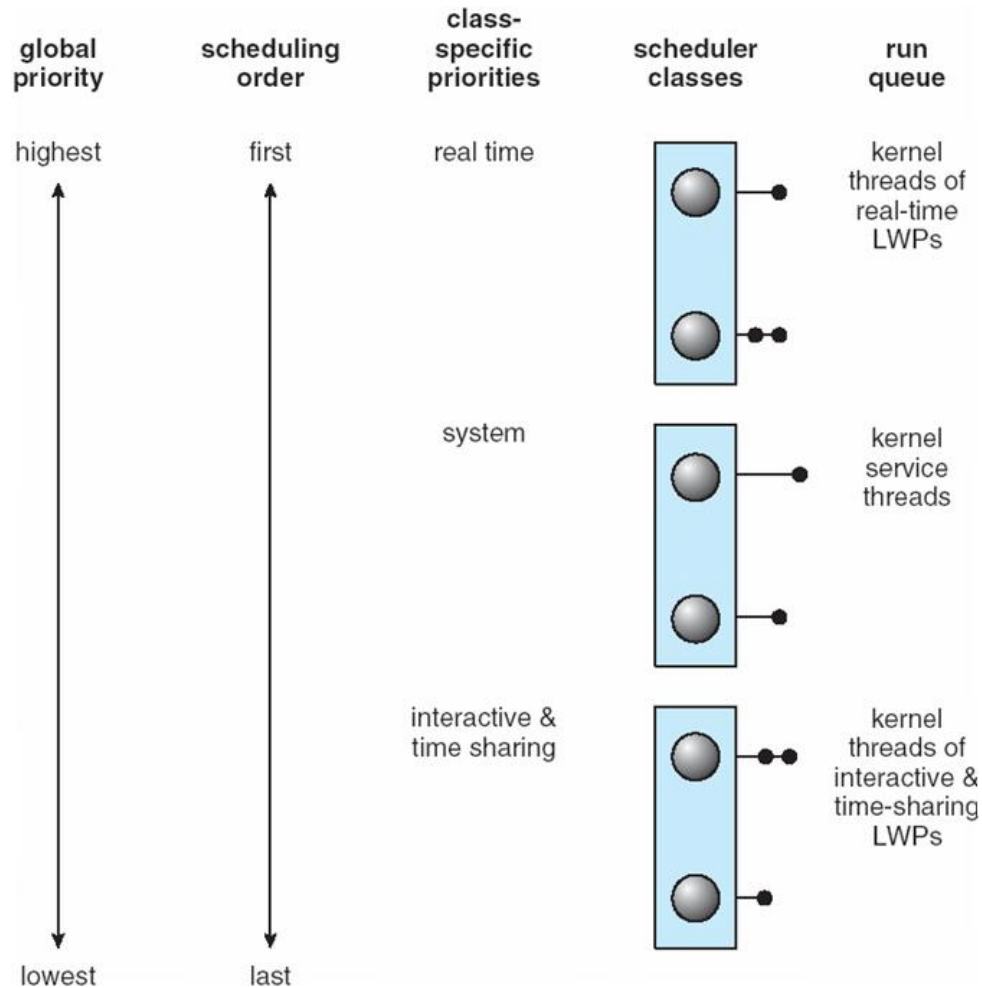 global
priority
scheduling
order
class-
specific
priorities
scheduler
classes
run
queue
highest
first
real time
kernel
threads of
real-time
LWPs
system
kernel
service
threads
interactive &
time sharing
kernel
threads of
interactive &
time-sharing
LWPs
lowest
last